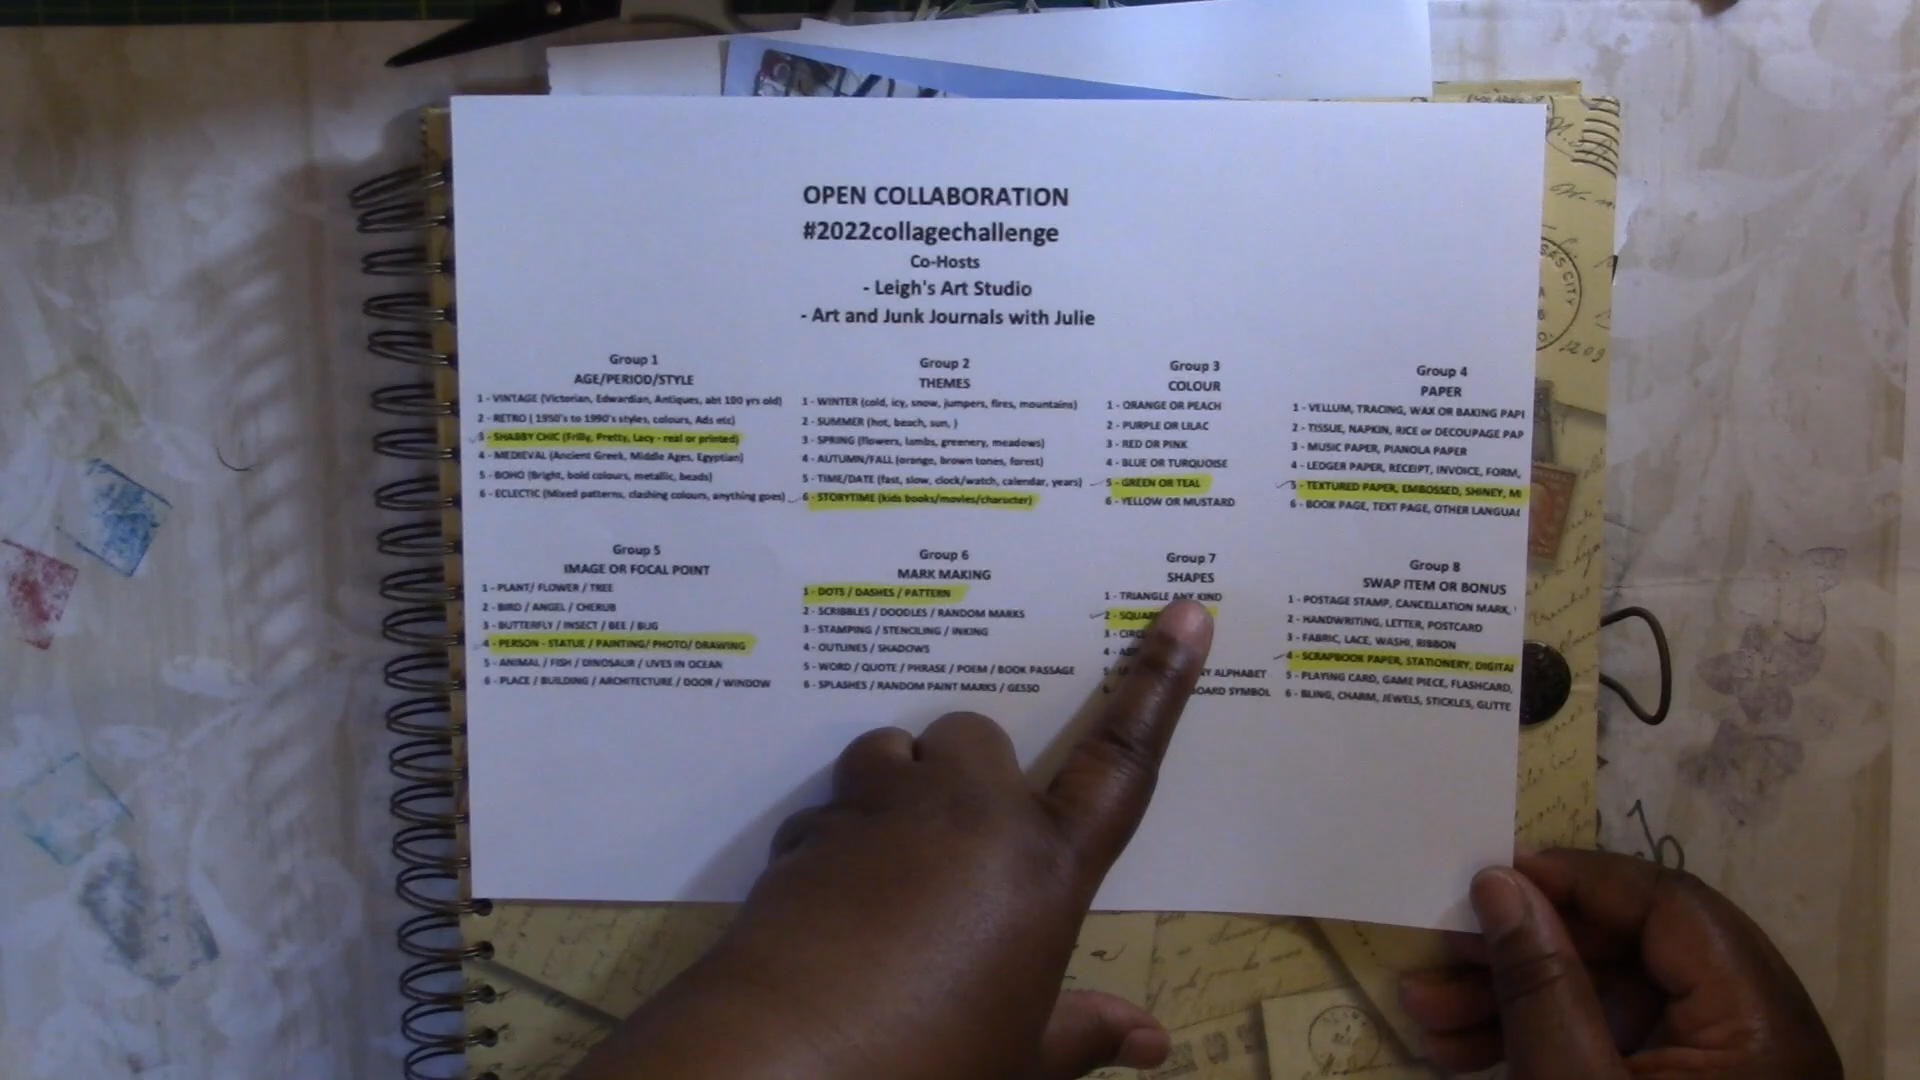 OPEN COLLABORATION
#2022collagechallenge
Co-Hosts
- Leigh's Art Studio
- Art and Junk Journals with Julie
Group 1
AGE/PERIOD/STYLE
1 - VINTAGE (Victorian, Edwardian, Antiques, abt 100 yrs old)
2 - RETRO ( 1950's to 1990's styles, colours, Ads etc)
3 - SHABBY CHIC (Frilly, Pretty, Lacy - real or printed)
4 - MEDIEVAL (Ancient Greek, Middle Ages, Egyptian)
5 - BOHO (Bright, bold colours, metallic, beads)
6 - ECLECTIC (Mixed patterns, clashing colours, anything goes)
Group 2
THEMES
1 - WINTER (cold, icy, snow, jumpers, fires, mountains)
2 - SUMMER (hot, beach, sun, )
3 - SPRING (flowers, lambs, greenery, meadows)
4 - AUTUMN/FALL (orange, brown tones, forest)
5 - TIME/DATE (fast, slow, clock/watch, calendar, years)
6 - STORYTIME (kids books/movies/character)
Group 3
COLOUR
1 - ORANGE OR PEACH
2 - PURPLE OR LILAC
3 - RED OR PINK
4 - BLUE OR TURQUOISE
5 - GREEN OR TEAL
6 - YELLOW OR MUSTARD
Group 4
PAPER
1 - VELLUM, TRACING, WAX OR BAKING PAP
2 - TISSUE, NAPKIN, RICE or DECOUPAGE PAP
3 - MUSIC PAPER, PIANOLA PAPER
4 - LEDGER PAPER, RECEIPT, INVOICE, FORM,
5 - TEXTURED PAPER, EMBOSSED, SHINEY, M
6 - BOOK PAGE, TEXT PAGE, OTHER LANGUA
Group 5
IMAGE OR FOCAL POINT
1 - PLANT/ FLOWER / TREE
2 - BIRD / ANGEL / CHERUB
3 - BUTTERFLY / INSECT / BEE / BUG
4 - PERSON - STATUE / PAINTING/ PHOTO/ DRAWING
5 - ANIMAL / FISH / DINOSAUR / LIVES IN OCEAN
6 - PLACE / BUILDING / ARCHITECTURE / DOOR / WINDOW
Group 6
MARK MAKING
1 - DOTS / DASHES / PATTERN
2 - SCRIBBLES / DOODLES / RANDOM MARKS
3 - STAMPING / STENCILING / INKING
4 - OUTLINES / SHADOWS
5 - WORD / QUOTE / PHRASE / POEM / BOOK PASSAGE
6 - SPLASHES / RANDOM PAINT MARKS / GESSO
Group 7
SHAPES
1 - TRIANGLE ANY KIND
2 - SQUAR
3 - CIRC
4 -
5 - ALPHABET
6 - OARD SYMBOL
Group 8
SWAP ITEM OR BONUS
1 - POSTAGE STAMP, CANCELLATION MARK,
2 - HANDWRITING, LETTER, POSTCARD
3 - FABRIC, LACE, WASHI, RIBBON
4 - SCRAPBOOK PAPER, STATIONERY, DIGITAL
5 - PLAYING CARD, GAME PIECE, FLASHCARD,
6 - BLING, CHARM, JEWELS, STICKLES, GLITTE